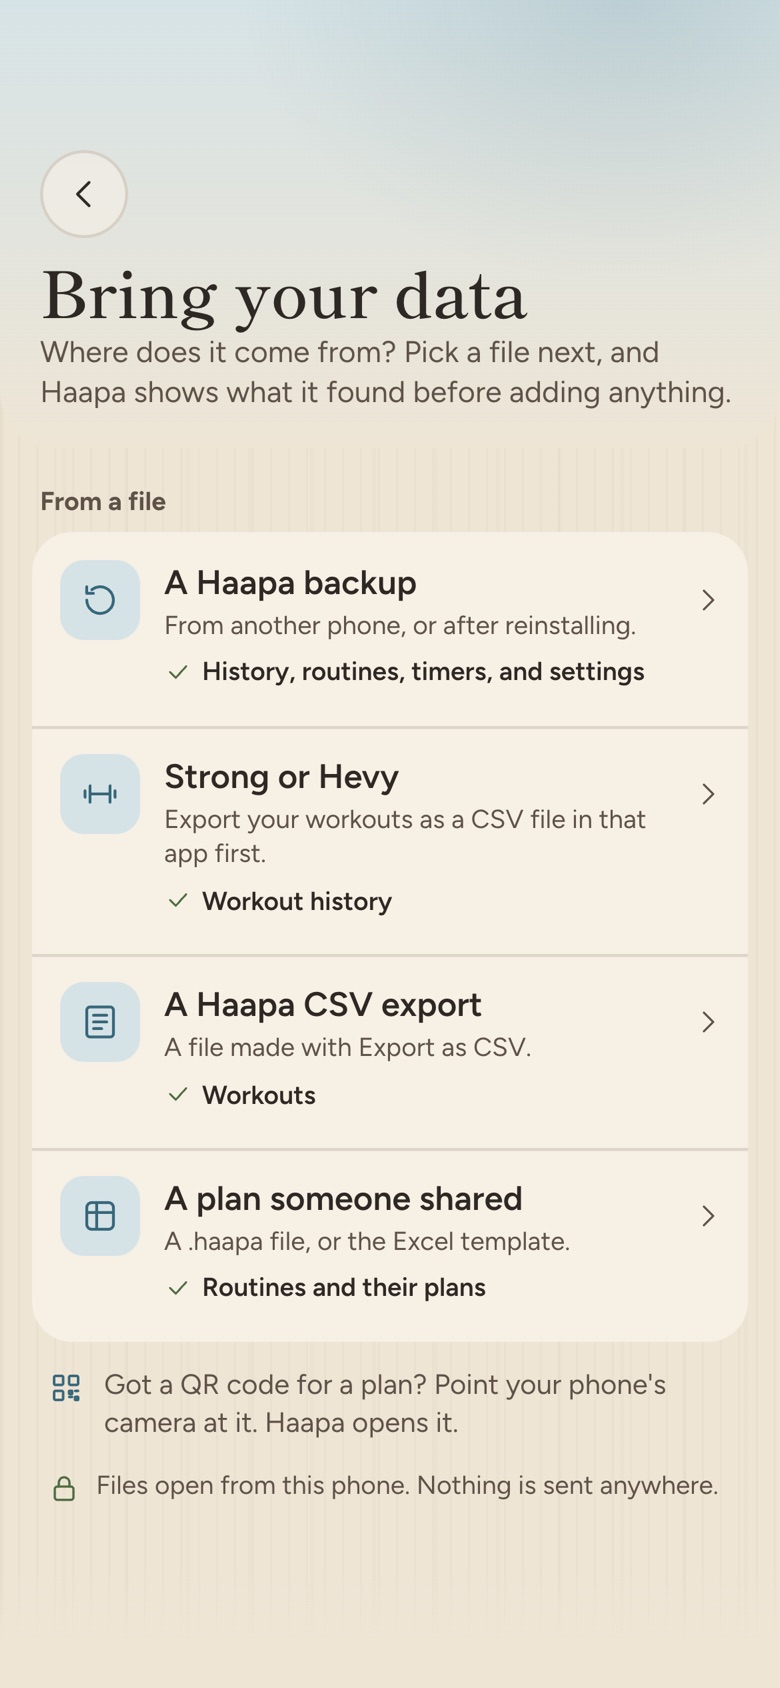 Bring your data
Where does it come from? Pick a file next, and
Haapa shows what it found before adding anything.
From a file
A Haapa backup
From another phone, or after reinstalling.
History, routines, timers, and settings
Strong or Hevy
Export your workouts as a CSV file in that
app first.
Workout history
A Haapa CSV export
A file made with Export as CSV.
Workouts
A plan someone shared
A .haapa file, or the Excel template.
Routines and their plans
Got a QR code for a plan? Point your phone's
camera at it. Haapa opens it.
Files open from this phone. Nothing is sent anywhere.